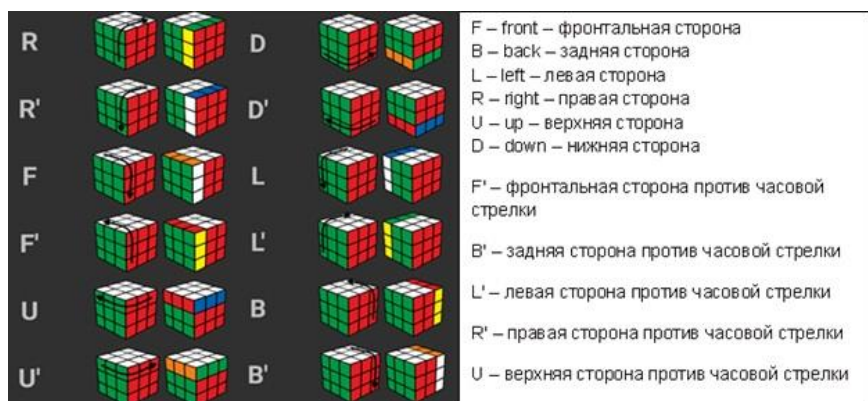 R
D
R'
D'
F
L
F'
L'
U
B
U'
B'
F – front – фронтальная сторона
B – back – задняя сторона
L – left – левая сторона
R – right – правая сторона
U – up – верхняя сторона
D – down – нижняя сторона
F' – фронтальная сторона против часовой
стрелки
B' – задняя сторона против часовой стрелки
L' – левая сторона против часовой стрелки
R' – правая сторона против часовой стрелки
U – верхняя сторона против часовой стрелки